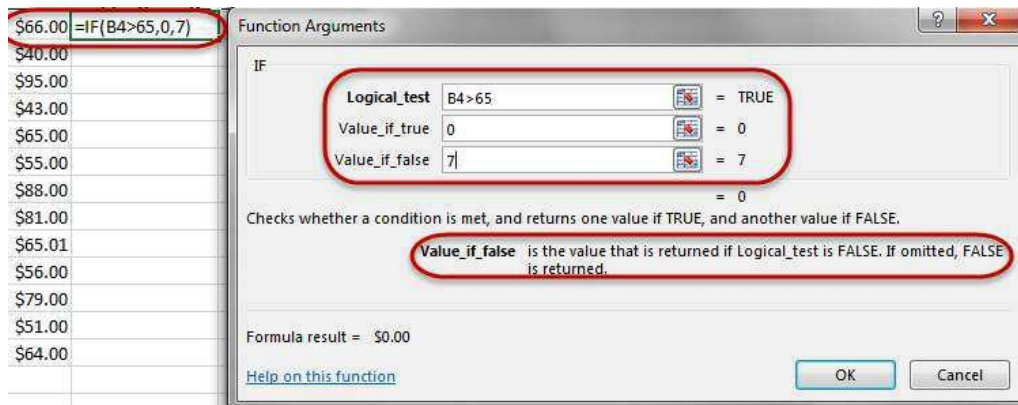 $66.00 =IF(B4>65,0,7)
$40.00
$95.00
$43.00
$65.00
$55.00
$88.00
$81.00
$65.01
$56.00
$79.00
$51.00
$64.00
Function Arguments
IF
Logical_test B4>65 = TRUE
Value_if_true 0 = 0
Value_if_false 7 = 7
= 0
Checks whether a condition is met, and returns one value if TRUE, and another value if FALSE.
Value_if_false is the value that is returned if Logical_test is FALSE. If omitted, FALSE
is returned.
Formula result = $0.00
Help on this function
OK Cancel